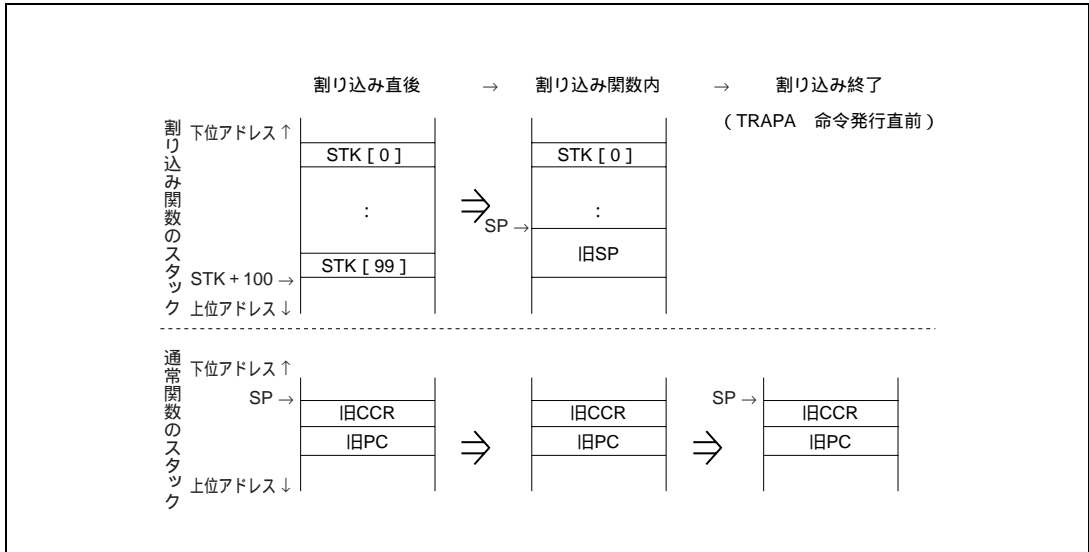 割り込み直後 → 割り込み関数内 → 割り込み終了
(TRAPA 命令発行直前)
割り込み関数のスタック
下位アドレス↑
STK [ 0 ]
:
STK [ 99 ]
STK + 100 →
上位アドレス↓
⇒
STK [ 0 ]
:
SP →
旧SP
通常関数のスタック
下位アドレス↑
SP →
旧CCR
旧PC
上位アドレス↓
⇒
旧CCR
旧PC
⇒
SP →
旧CCR
旧PC